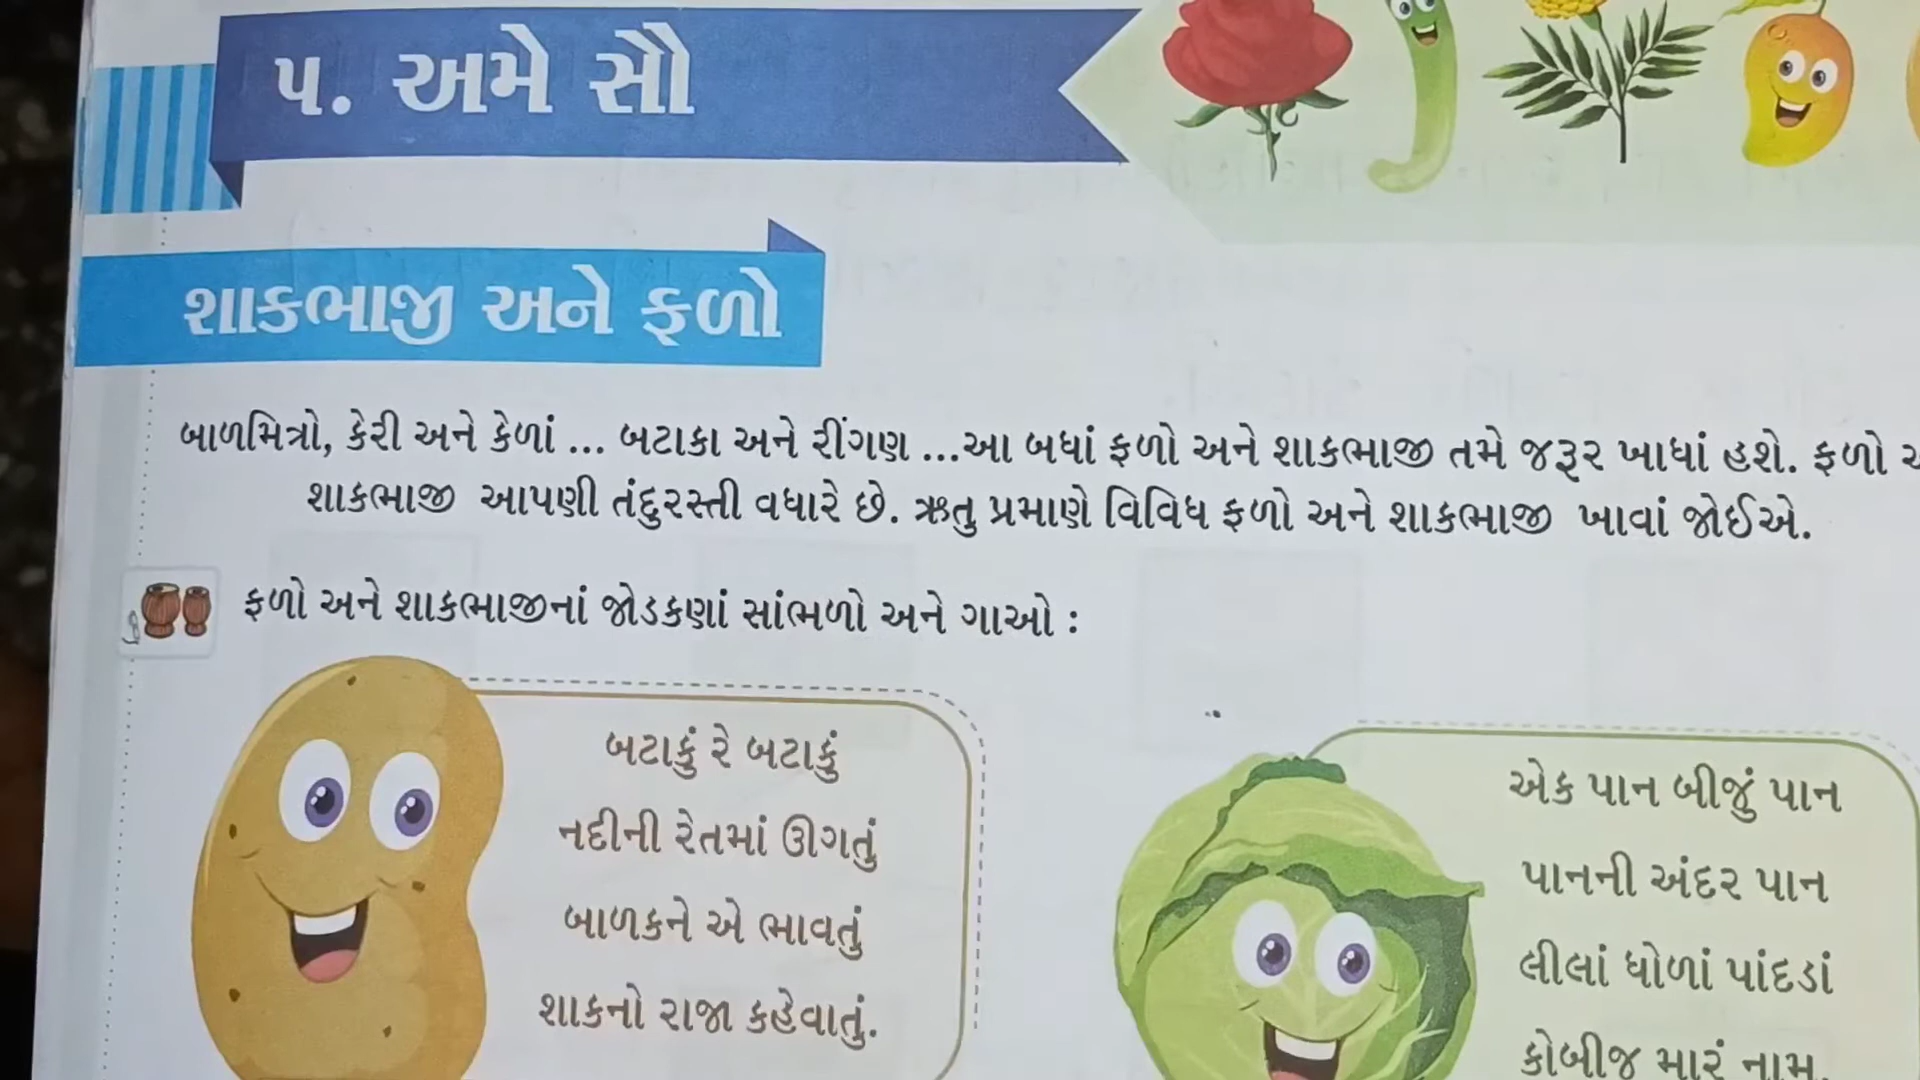 ૫. અમે સૌ
શાકભાજી અને ફળો
બાળમિત્રો, કેરી અને કેળાં ... બટાકા અને રીંગણ ...આ બધાં ફળો અને શાકભાજી તમે જરૂર ખાધાં હશે. ફળો
શાકભાજી આપણી તંદુરસ્તી વધારે છે. ઋતુ પ્રમાણે વિવિધ ફળો અને શાકભાજી ખાવાં જોઈએ.
ફળો અને શાકભાજીનાં જોડકણાં સાંભળો અને ગાઓ :
બટાકું રે બટાકું
નદીની રેતમાં ઊગતું
બાળકને એ ભાવતું
શાકનો રાજા કહેવાતું.
એક પાન બીજું પાન
પાનની અંદર પાન
લીલાં ધોળાં પાંદડાં
કોબીજ મારું નામ.